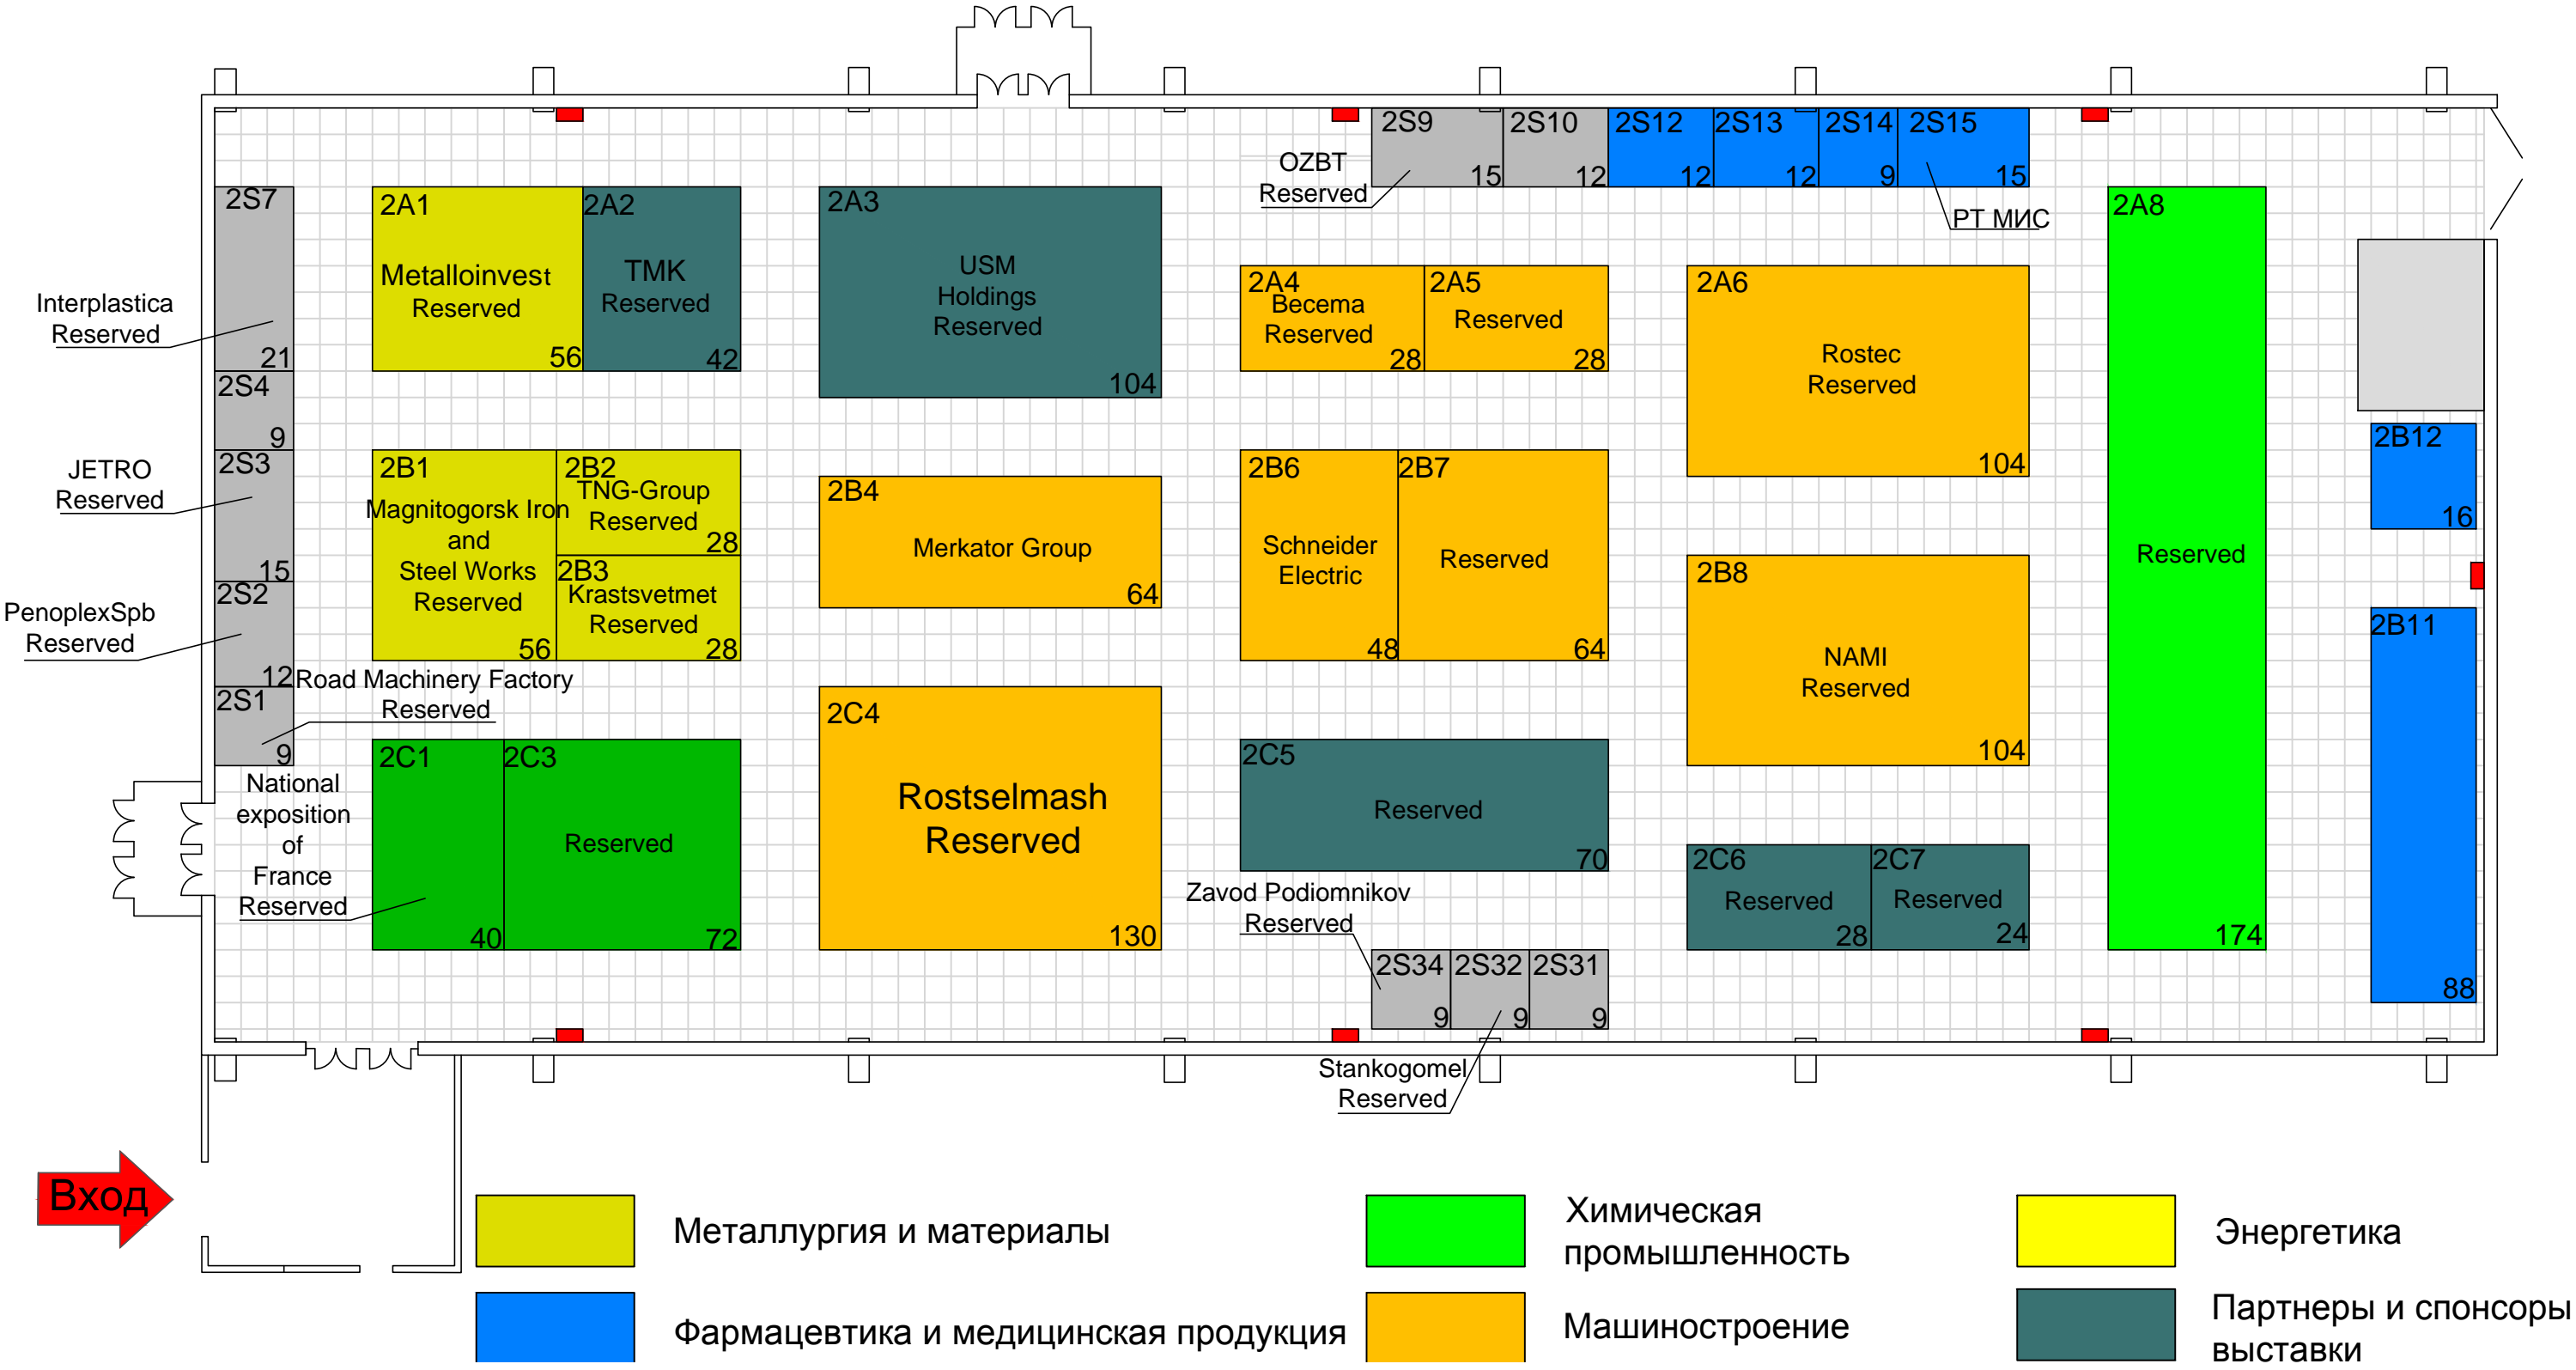 2S9
2S10
2S12
2S13
2S14
2S15
OZBT
Reserved
15
12
12
12
9
15
РТ МИС
2S7
Interplastica
Reserved
21
2A1
Metalloinvest
Reserved
56
2A2
TMK
Reserved
42
2A3
USM
Holdings
Reserved
104
2A4
Becema
Reserved
28
2A5
Reserved
28
2A6
Rostec
Reserved
104
2A8
Reserved
174
2S4
9
JETRO
Reserved
2S3
15
PenoplexSpb
Reserved
2S2
12
Road Machinery Factory
Reserved
2S1
9
2B1
Magnitogorsk Iron
and
Steel Works
Reserved
56
2B2
TNG-Group
Reserved
28
2B3
Krastsvetmet
Reserved
28
2B4
Merkator Group
64
2B6
Schneider
Electric
48
2B7
Reserved
64
2B8
NAMI
Reserved
104
2B12
16
2B11
88
National
exposition
of
France
Reserved
2C1
40
2C3
Reserved
72
2C4
Rostselmash
Reserved
130
2C5
Reserved
70
2C6
Reserved
28
2C7
Reserved
24
Zavod Podiomnikov
Reserved
2S34
9
2S32
9
2S31
9
Stankogomel
Reserved
Вход
Металлургия и материалы
Химическая
промышленность
Энергетика
Фармацевтика и медицинская продукция
Машиностроение
Партнеры и спонсоры
выставки